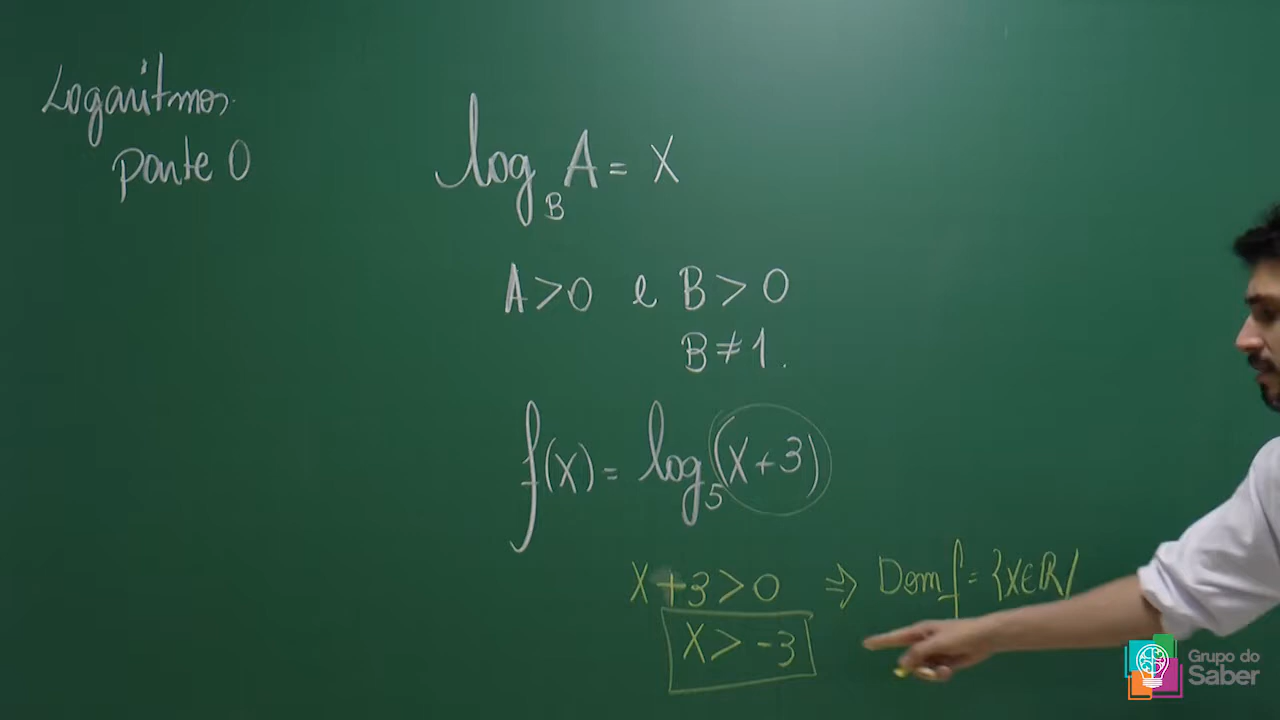 Logaritmos
parte 0
log_B A = X
A > 0 e B > 0
B ≠ 1.
f(x) = log_5 (x+3)
x+3 > 0 ⇒ Dom f = {x∈ℝ/
x > -3
Grupo do
Saber